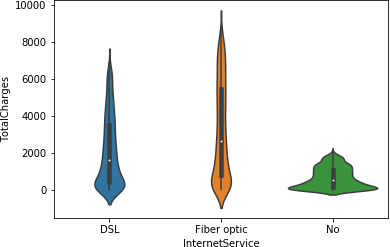 10000
8000
6000
4000
2000
0
TotalCharges
DSL Fiber optic No
InternetService